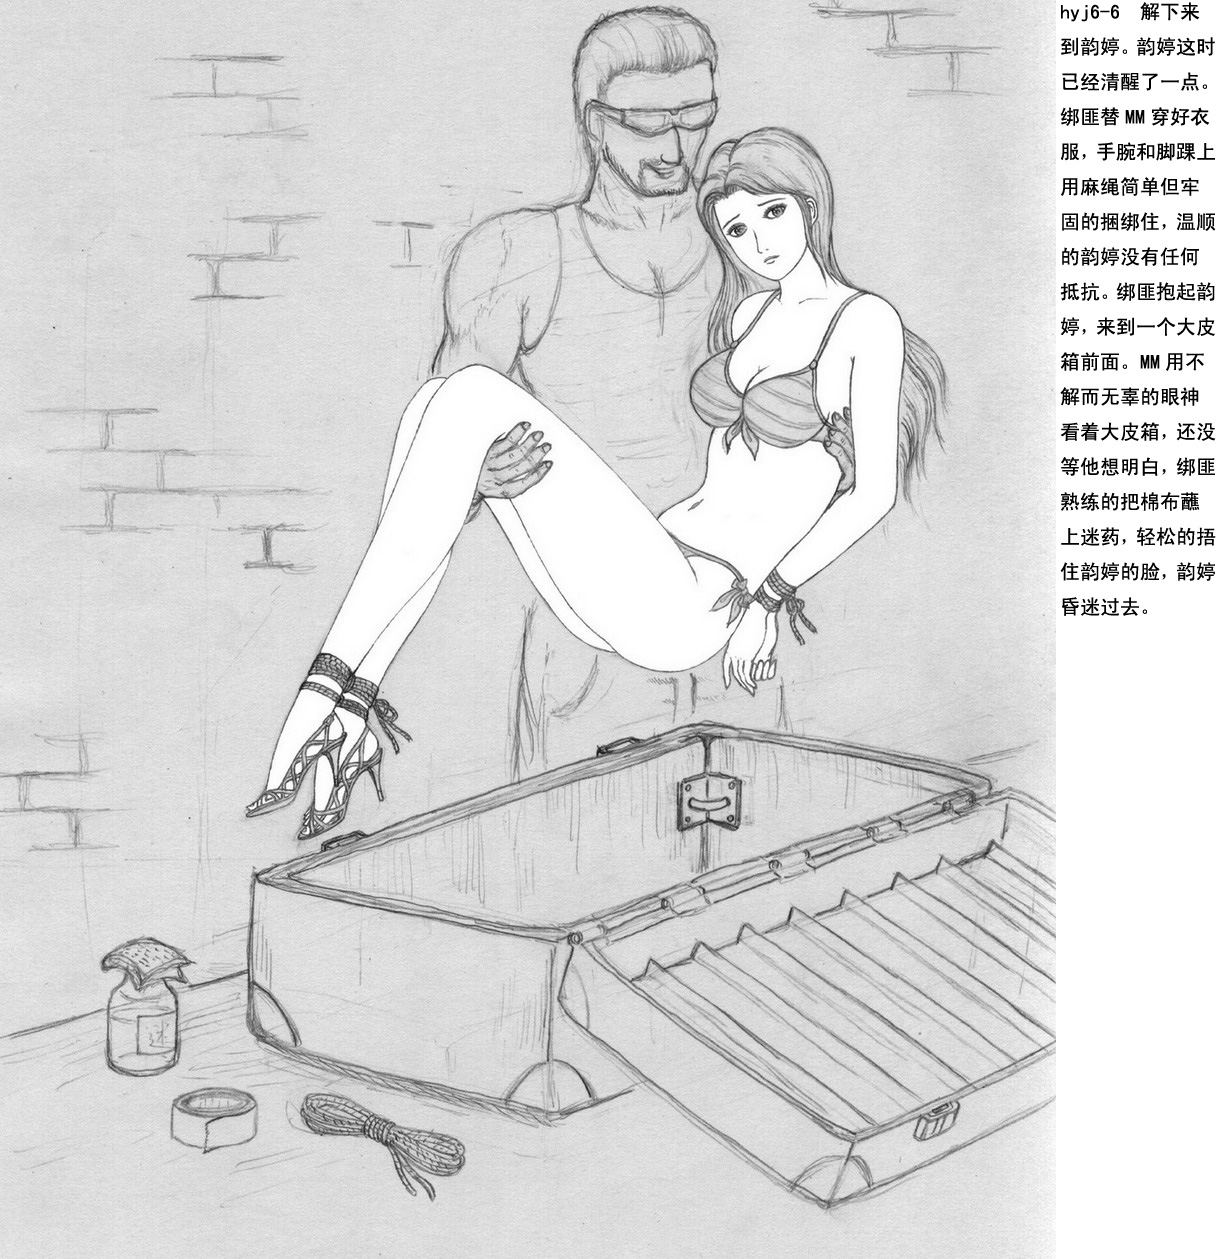 hyj6-6 解下来
到韵婷。韵婷这时
已经清醒了一点。
绑匪替 MM 穿好衣
服，手腕和脚踝上
用麻绳简单但牢
固的捆绑住，温顺
的韵婷没有任何
抵抗。绑匪抱起韵
婷，来到一个大皮
箱前面。MM 用不
解而无辜的眼神
看着大皮箱，还没
等他想明白，绑匪
熟练的把棉布蘸
上迷药，轻松的捂
住韵婷的脸，韵婷
昏迷过去。
迷